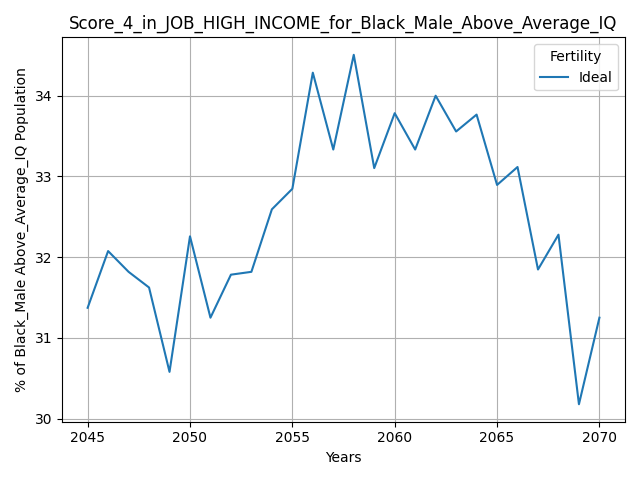 Score_4_in_JOB_HIGH_INCOME_for_Black_Male_Above_Average_IQ
Fertility
Ideal
% of Black_Male Above_Average_IQ Population
34
33
32
31
30
2045
2050
2055
2060
2065
2070
Years